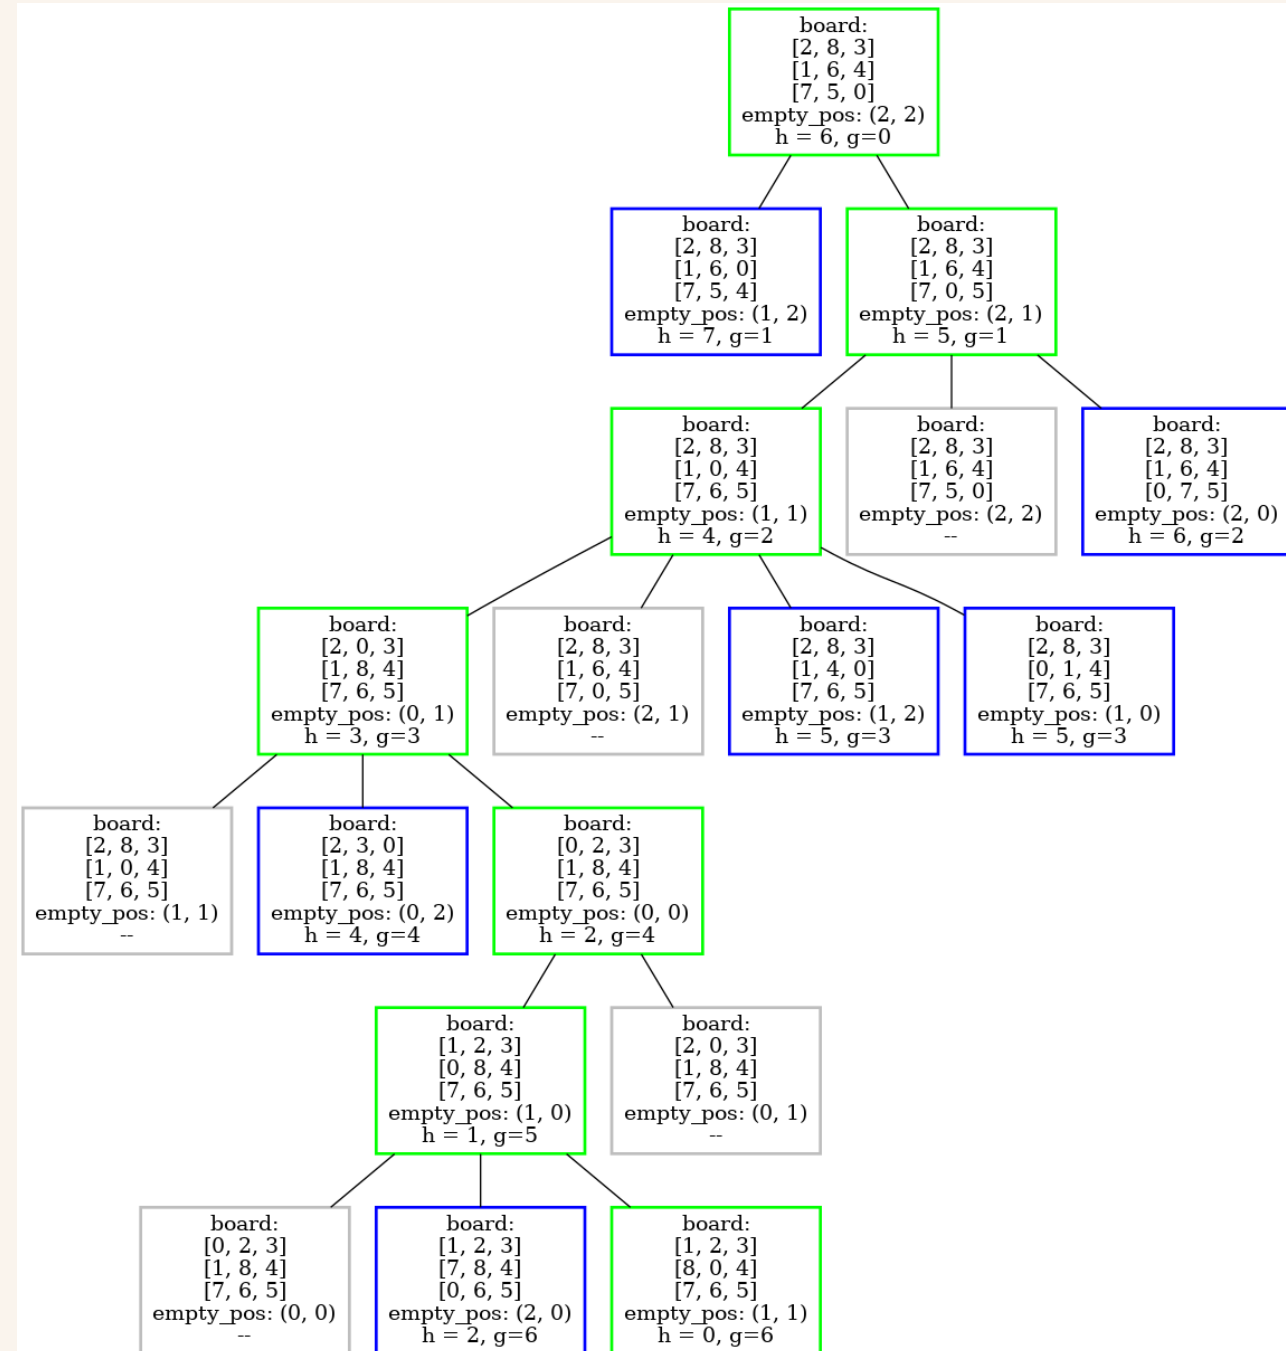 board:
[2, 8, 3]
[1, 6, 4]
[7, 5, 0]
empty_pos: (2, 2)
h = 6, g=0
board:
[2, 8, 3]
[1, 6, 0]
[7, 5, 4]
empty_pos: (1, 2)
h = 7, g=1
board:
[2, 8, 3]
[1, 6, 4]
[7, 0, 5]
empty_pos: (2, 1)
h = 5, g=1
board:
[2, 8, 3]
[1, 0, 4]
[7, 6, 5]
empty_pos: (1, 1)
h = 4, g=2
board:
[2, 8, 3]
[1, 6, 4]
[7, 5, 0]
empty_pos: (2, 2)
--
board:
[2, 8, 3]
[1, 6, 4]
[0, 7, 5]
empty_pos: (2, 0)
h = 6, g=2
board:
[2, 0, 3]
[1, 8, 4]
[7, 6, 5]
empty_pos: (0, 1)
h = 3, g=3
board:
[2, 8, 3]
[1, 6, 4]
[7, 0, 5]
empty_pos: (2, 1)
--
board:
[2, 8, 3]
[1, 4, 0]
[7, 6, 5]
empty_pos: (1, 2)
h = 5, g=3
board:
[2, 8, 3]
[0, 1, 4]
[7, 6, 5]
empty_pos: (1, 0)
h = 5, g=3
board:
[2, 8, 3]
[1, 0, 4]
[7, 6, 5]
empty_pos: (1, 1)
--
board:
[2, 3, 0]
[1, 8, 4]
[7, 6, 5]
empty_pos: (0, 2)
h = 4, g=4
board:
[0, 2, 3]
[1, 8, 4]
[7, 6, 5]
empty_pos: (0, 0)
h = 2, g=4
board:
[1, 2, 3]
[0, 8, 4]
[7, 6, 5]
empty_pos: (1, 0)
h = 1, g=5
board:
[2, 0, 3]
[1, 8, 4]
[7, 6, 5]
empty_pos: (0, 1)
--
board:
[0, 2, 3]
[1, 8, 4]
[7, 6, 5]
empty_pos: (0, 0)
--
board:
[1, 2, 3]
[7, 8, 4]
[0, 6, 5]
empty_pos: (2, 0)
h = 2, g=6
board:
[1, 2, 3]
[8, 0, 4]
[7, 6, 5]
empty_pos: (1, 1)
h = 0, g=6